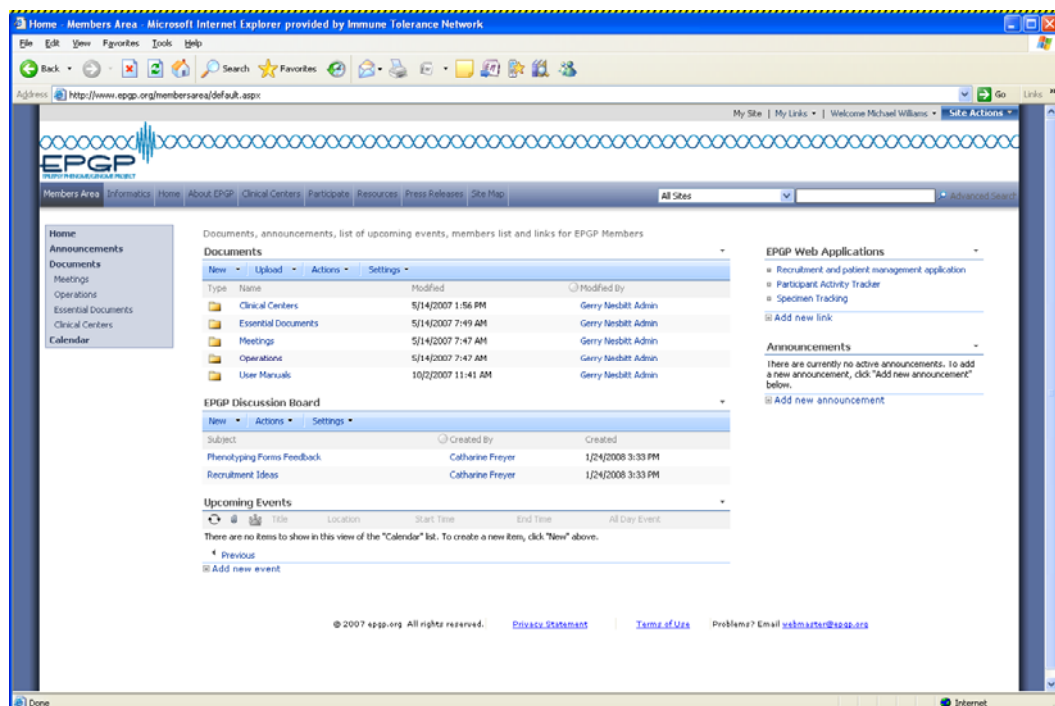 Home - Members Area - Microsoft Internet Explorer provided by Immune Tolerance Network
File Edit View Favorites Tools Help
Back Search Favorites
Address http://www.epgp.org/membersarea/default.aspx Go Links
My Site | My Links | Welcome Michael Williams Site Actions
EPGP
EPILEPSY PHENOME/GENOME PROJECT
Members Area Informatics Home About EPGP Clinical Centers Participate Resources Press Releases Site Map All Sites Advanced Search
Home
Announcements
Documents
Meetings
Operations
Essential Documents
Clinical Centers
Calendar
Documents, announcements, list of upcoming events, members list and links for EPGP Members
Documents
New Upload Actions Settings
Type Name Modified Modified By
Clinical Centers 5/14/2007 1:56 PM Gerry Nesbitt Admin
Essential Documents 5/14/2007 7:49 AM Gerry Nesbitt Admin
Meetings 5/14/2007 7:47 AM Gerry Nesbitt Admin
Operations 5/14/2007 7:47 AM Gerry Nesbitt Admin
User Manuals 10/2/2007 11:41 AM Gerry Nesbitt Admin
EPGP Discussion Board
New Actions Settings
Subject Created By Created
Phenotyping Forms Feedback Catharine Freyer 1/24/2008 3:33 PM
Recruitment Ideas Catharine Freyer 1/24/2008 3:33 PM
Upcoming Events
Title Location Start Time End Time All Day Event
There are no items to show in this view of the "Calendar" list. To create a new item, click "New" above.
Previous
Add new event
EPGP Web Applications
Recruitment and patient management application
Participant Activity Tracker
Specimen Tracking
Add new link
Announcements
There are currently no active announcements. To add
a new announcement, click "Add new announcement"
below.
Add new announcement
© 2007 epgp.org All rights reserved. Privacy Statement Terms of Use Problems? Email webmaster@epgp.org
Done Internet